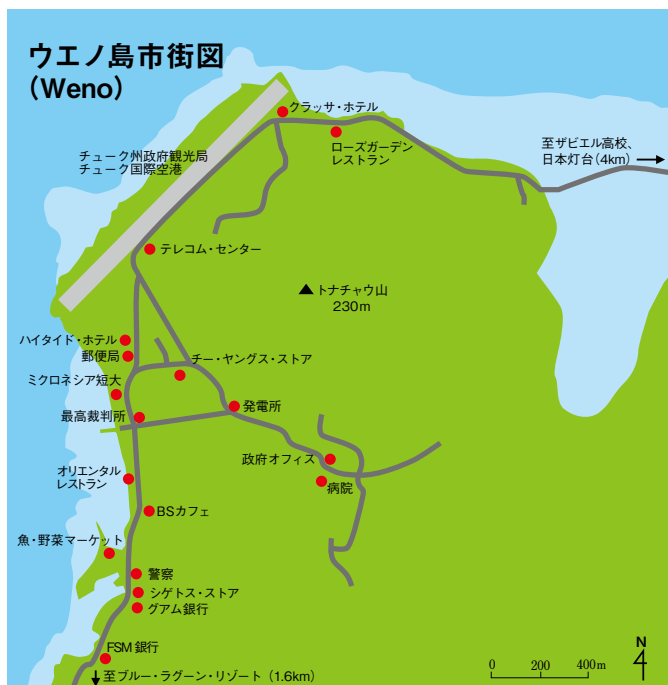 ウエノ島市街図
(Weno)
クラッサ・ホテル
ローズガーデン
レストラン
至ザビエル高校、
日本灯台(4km)
チューク州政府観光局
チューク国際空港
テレコム・センター
トナチャウ山
230m
ハイタイド・ホテル
郵便局
チー・ヤングス・ストア
ミクロネシア短大
発電所
最高裁判所
政府オフィス
オリエンタル
レストラン
病院
BSカフェ
魚・野菜マーケット
警察
シゲトス・ストア
グアム銀行
FSM 銀行
至ブルー・ラグーン・リゾート (1.6km)
N
0 200 400m